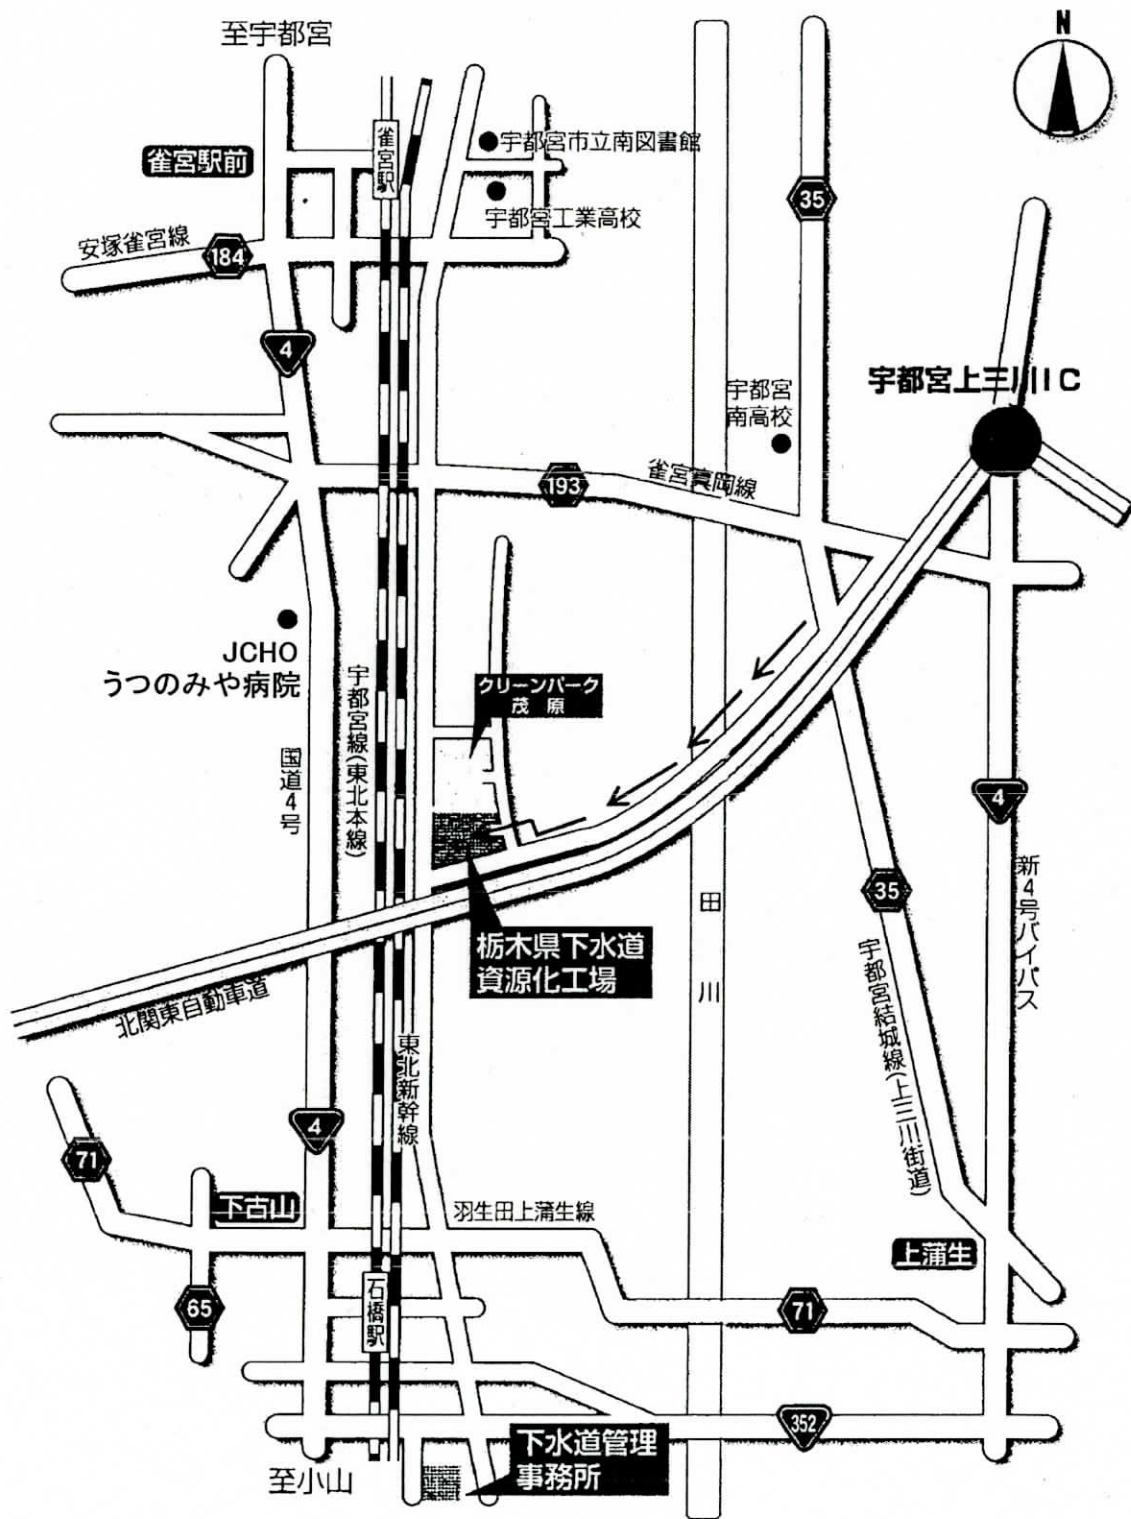 至宇都宮
N
雀宮駅
宇都宮市立南図書館
雀宮駅前
35
宇都宮工業高校
安塚雀宮線
184
4
宇都宮上三川IC
宇都宮
南高校
193
雀宮真岡線
JCHO
うつのみや病院
クリーンパーク
茂原
宇都宮線(東北本線)
国道4号
4
新4号バイパス
35
田川
栃木県下水道
資源化工場
宇都宮結城線(上三川街道)
北関東自動車道
東北新幹線
4
71
下古山
羽生田上蒲生線
上蒲生
65
石橋駅
71
352
下水道管理
事務所
至小山